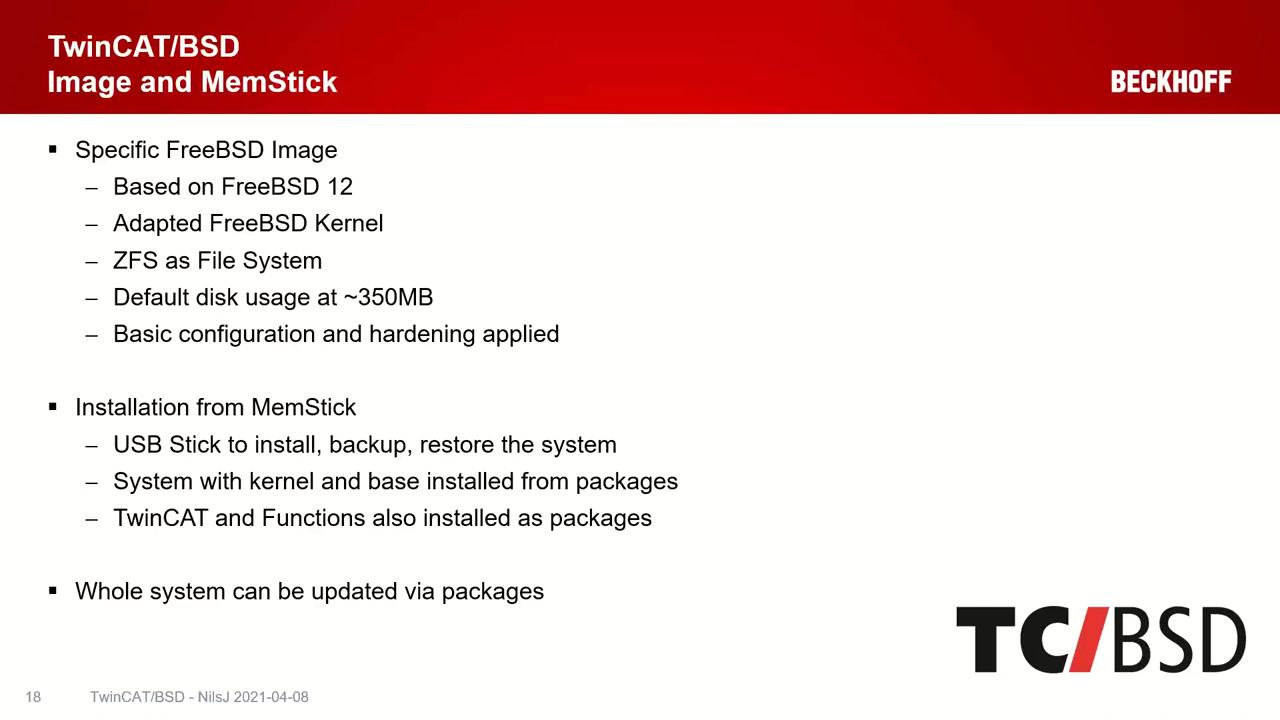 TwinCAT/BSD
Image and MemStick
BECKHOFF
▪ Specific FreeBSD Image
– Based on FreeBSD 12
– Adapted FreeBSD Kernel
– ZFS as File System
– Default disk usage at ~350MB
– Basic configuration and hardening applied
▪ Installation from MemStick
– USB Stick to install, backup, restore the system
– System with kernel and base installed from packages
– TwinCAT and Functions also installed as packages
▪ Whole system can be updated via packages
TC/BSD
18 TwinCAT/BSD - NilsJ 2021-04-08